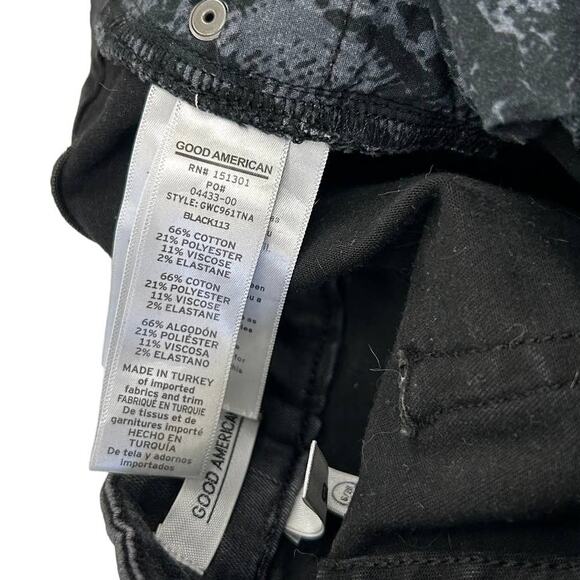 GOOD AMERICAN
RN# 151301
PO#
04433-00
STYLE: GWC961TNA
BLACK113
66% COTTON
21% POLYESTER
11% VISCOSE
2% ELASTANE
66% COTON
21% POLYESTER
11% VISCOSE
2% ELASTANE
66% ALGODÓN
21% POLIÉSTER
11% VISCOSA
2% ELASTANO
MADE IN TURKEY
of imported
fabrics and trim
FABRIQUÉ EN TURQUIE
De tissus et de
garnitures importé
HECHO EN
TURQUÍA
De tela y adornos
importados
GOOD AMERICAN